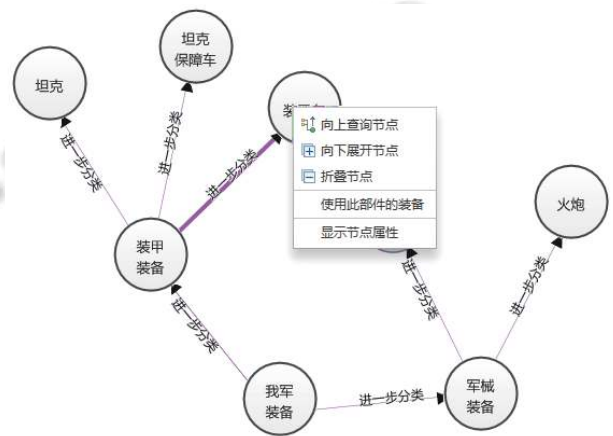 坦克
保障车
坦克
向上查询节点
向下展开节点
折叠节点
使用此部件的装备
显示节点属性
火炮
进一步分类
进一步分类
进一步分类
装甲
装备
进一步分类
进一步分类
进一步分类
我军
装备
进一步分类
军械
装备